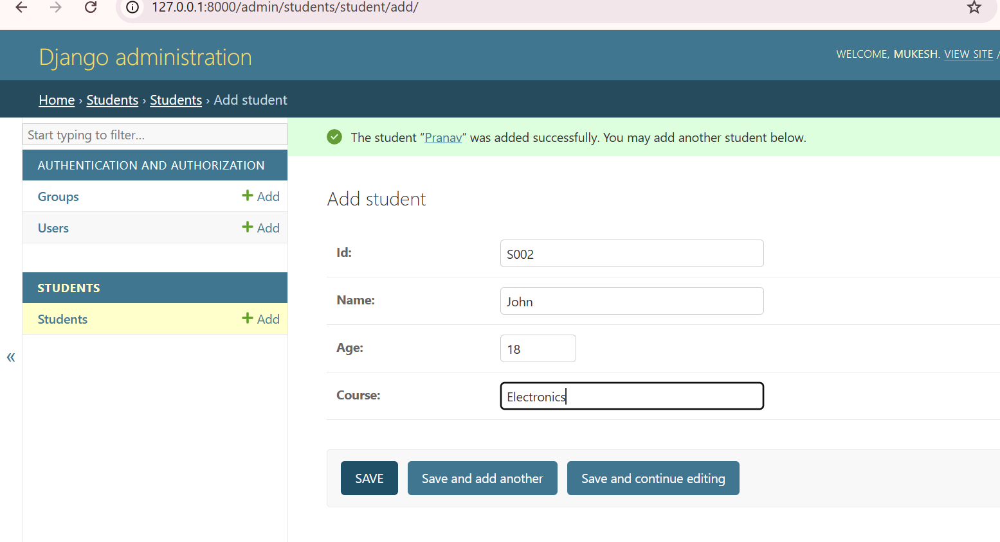 127.0.0.1:8000/admin/students/student/add/
Django administration
WELCOME, MUKESH. VIEW SITE /
Home › Students › Students › Add student
Start typing to filter...
The student “Pranav” was added successfully. You may add another student below.
AUTHENTICATION AND AUTHORIZATION
Groups + Add
Users + Add
STUDENTS
Students + Add
«
Add student
Id: S002
Name: John
Age: 18
Course: Electronics
SAVE Save and add another Save and continue editing